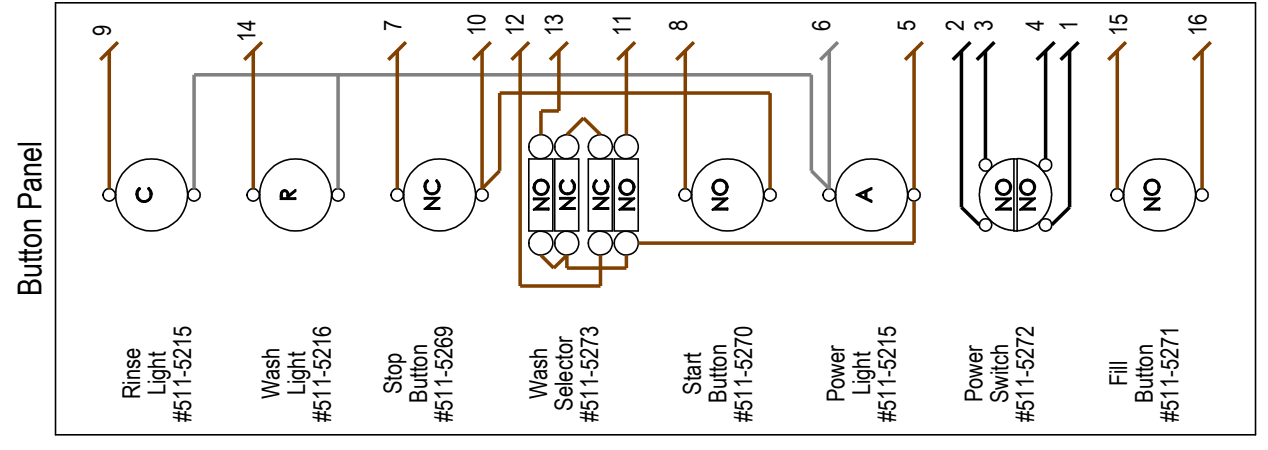 Button Panel
9
14
7
10
12
13
11
8
6
5
2
3
4
1
15
16
C
R
NC
NO
NC
NC
NO
NO
A
NO
NO
NO
Rinse
Light
#511-5215
Wash
Light
#511-5216
Stop
Button
#511-5269
Wash
Selector
#511-5273
Start
Button
#511-5270
Power
Light
#511-5215
Power
Switch
#511-5272
Fill
Button
#511-5271